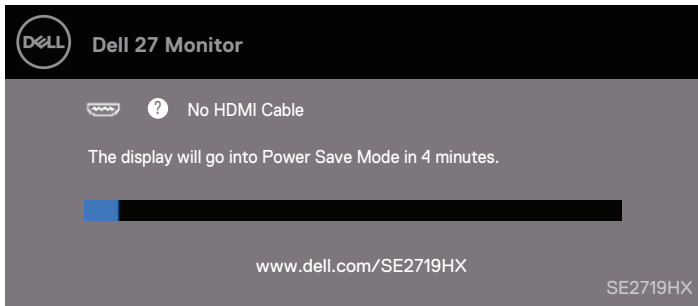 DELL
Dell 27 Monitor
? No HDMI Cable
The display will go into Power Save Mode in 4 minutes.
www.dell.com/SE2719HX
SE2719HX